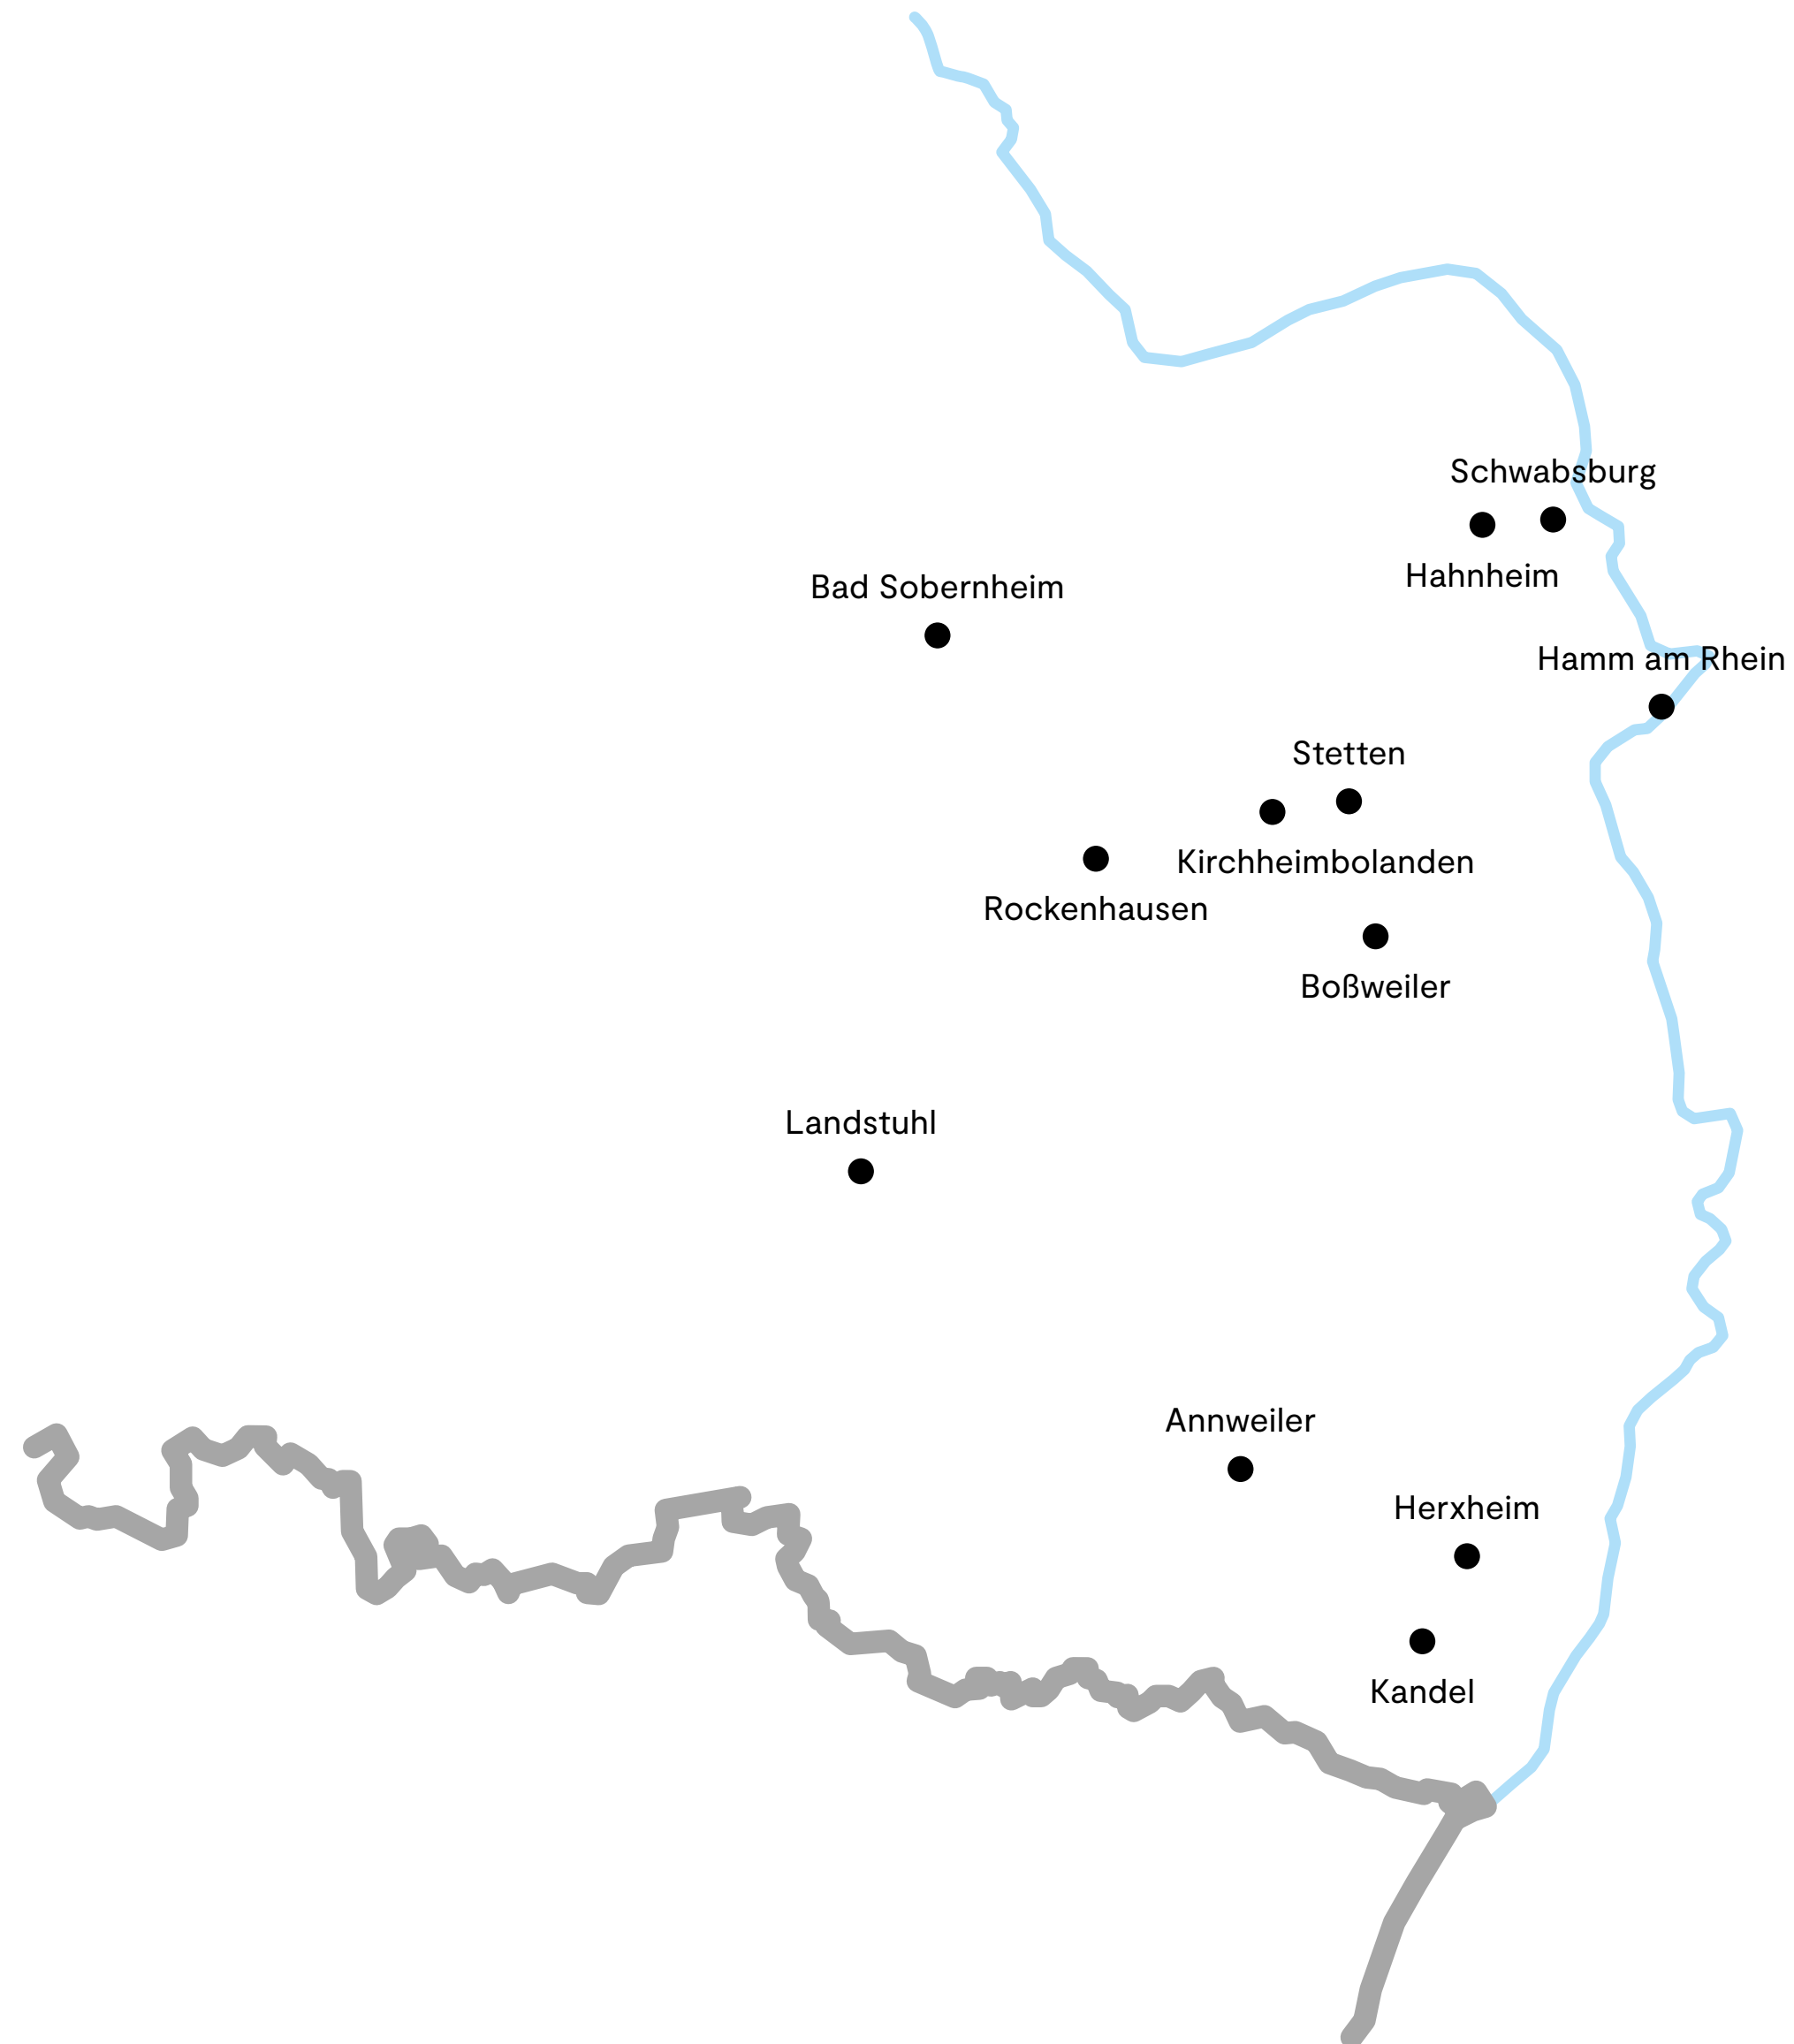 Schwabsburg
Hahnheim
Bad Sobernheim
Hamm am Rhein
Stetten
Kirchheimbolanden
Rockenhausen
Boßweiler
Landstuhl
Annweiler
Herxheim
Kandel